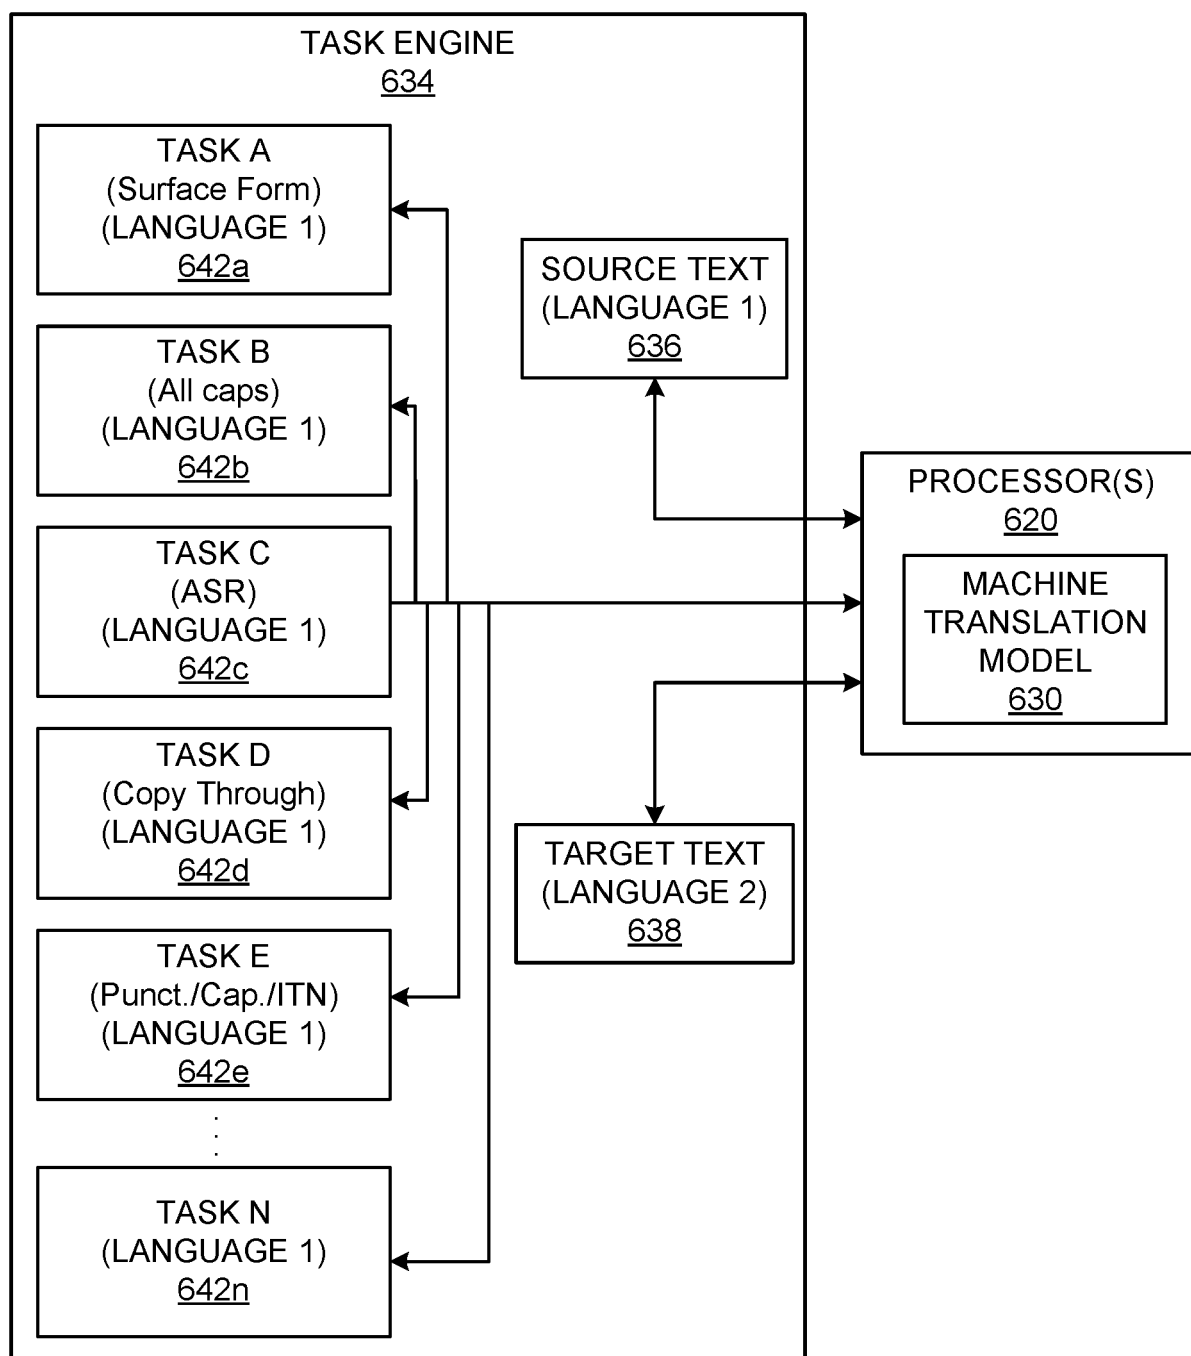 TASK ENGINE
634
TASK A
(Surface Form)
(LANGUAGE 1)
642a
TASK B
(All caps)
(LANGUAGE 1)
642b
TASK C
(ASR)
(LANGUAGE 1)
642c
TASK D
(Copy Through)
(LANGUAGE 1)
642d
TASK E
(Punct./Cap./ITN)
(LANGUAGE 1)
642e
TASK N
(LANGUAGE 1)
642n
SOURCE TEXT
(LANGUAGE 1)
636
TARGET TEXT
(LANGUAGE 2)
638
PROCESSOR(S)
620
MACHINE
TRANSLATION
MODEL
630